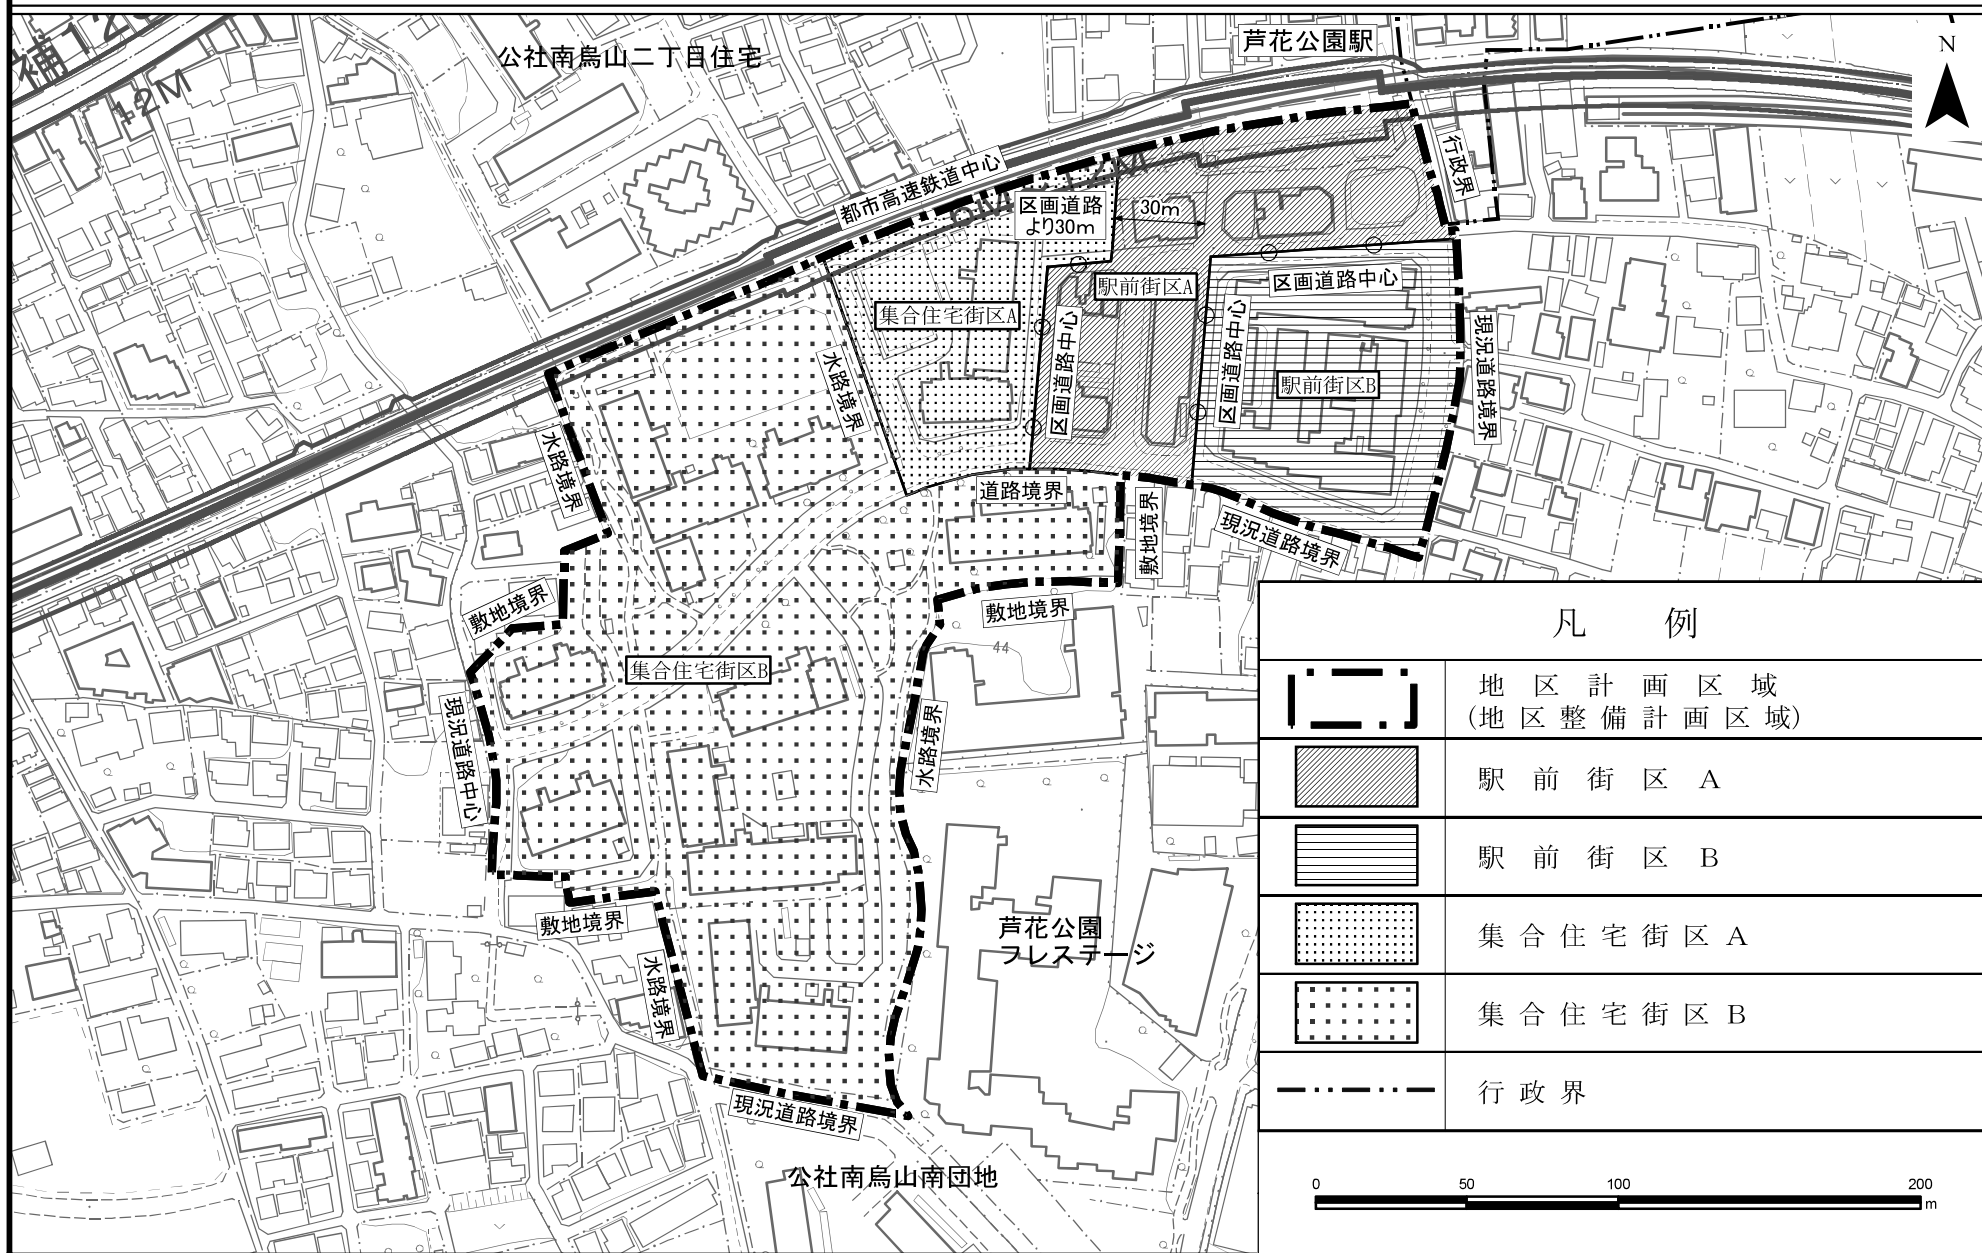 補12
12M
公社南烏山二丁目住宅
芦花公園駅
N
行政界
都市高速鉄道中心
区画道路
より30m
30m
駅前街区A
区画道路中心
集合住宅街区A
区画道路中心
区画道路中心
現況道路境界
駅前街区B
水路境界
水路境界
道路境界
敷地境界
現況道路境界
敷地境界
敷地境界
44
集合住宅街区B
現況道路中心
水路境界
敷地境界
水路境界
芦花公園
フレステージ
現況道路境界
公社南烏山南団地
凡例
地区計画区域
(地区整備計画区域)
駅前街区A
駅前街区B
集合住宅街区A
集合住宅街区B
行政界
0 50 100 200
m